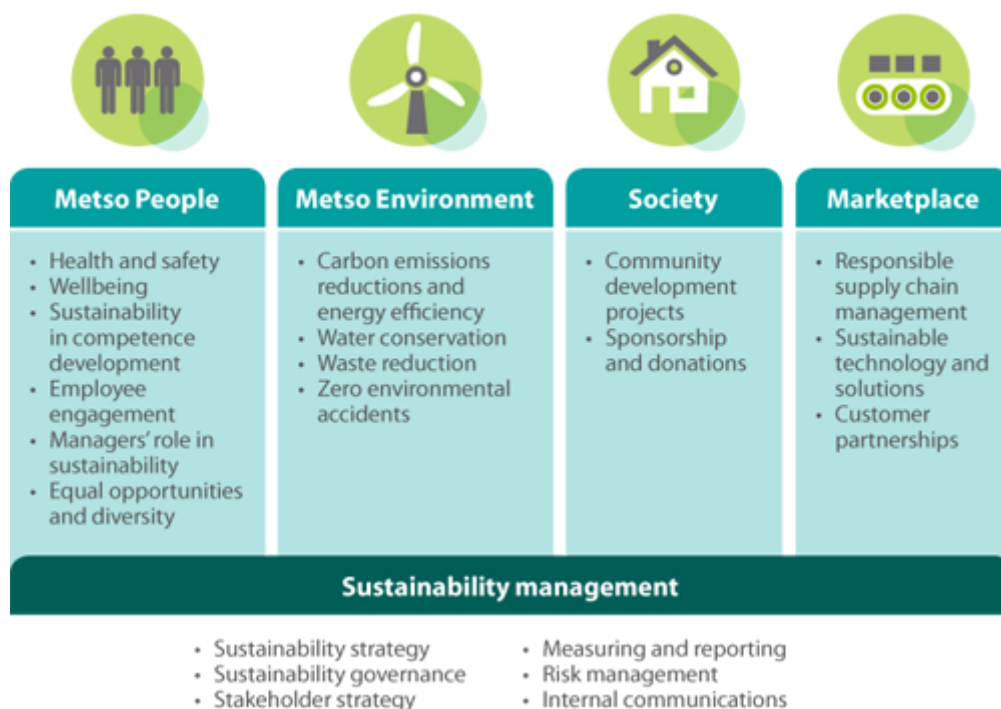 Metso People
• Health and safety
• Wellbeing
• Sustainability
in competence
development
• Employee
engagement
• Managers’ role in
sustainability
• Equal opportunities
and diversity
Metso Environment
• Carbon emissions
reductions and
energy efficiency
• Water conservation
• Waste reduction
• Zero environmental
accidents
Society
• Community
development
projects
• Sponsorship
and donations
Marketplace
• Responsible
supply chain
management
• Sustainable
technology and
solutions
• Customer
partnerships
Sustainability management
• Sustainability strategy
• Sustainability governance
• Stakeholder strategy
• Measuring and reporting
• Risk management
• Internal communications